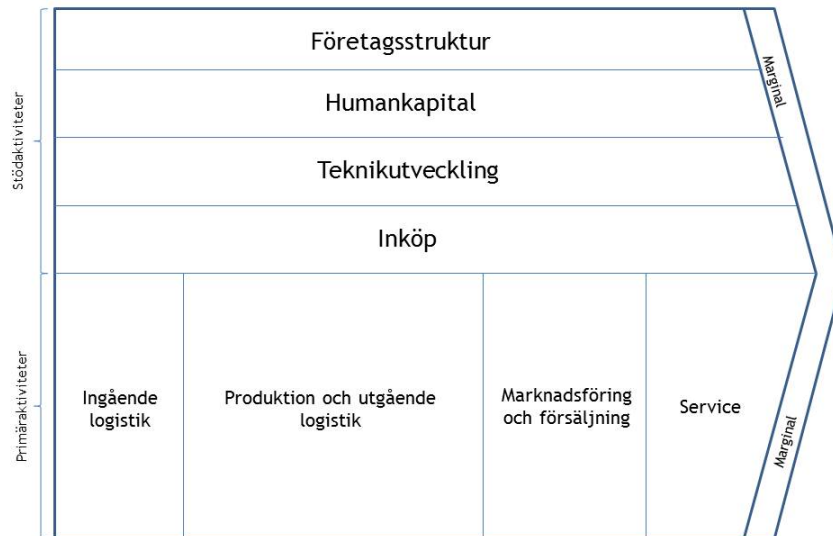 Företagsstruktur
Marginal
Humankapital
Stödaktiviteter
Teknikutveckling
Inköp
Primäraktiviteter
Ingående
logistik
Produktion och utgående
logistik
Marknadsföring
och försäljning
Service
Marginal